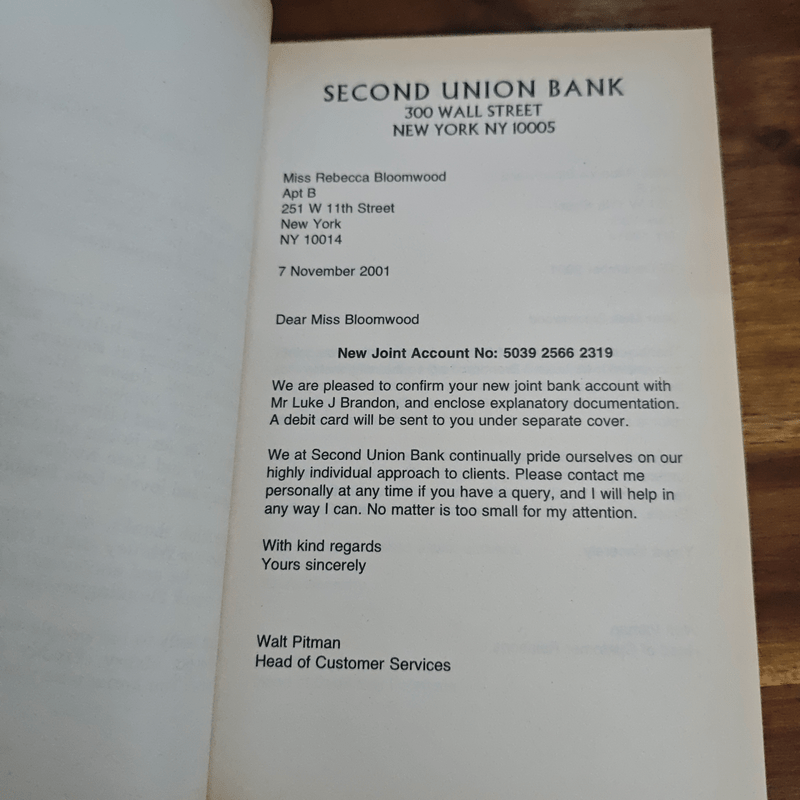 SECOND UNION BANK
300 WALL STREET
NEW YORK NY 10005
Miss Rebecca Bloomwood
Apt B
251 W 11th Street
New York
NY 10014
7 November 2001
Dear Miss Bloomwood
New Joint Account No: 5039 2566 2319
We are pleased to confirm your new joint bank account with
Mr Luke J Brandon, and enclose explanatory documentation.
A debit card will be sent to you under separate cover.
We at Second Union Bank continually pride ourselves on our
highly individual approach to clients. Please contact me
personally at any time if you have a query, and I will help in
any way I can. No matter is too small for my attention.
With kind regards
Yours sincerely
Walt Pitman
Head of Customer Services